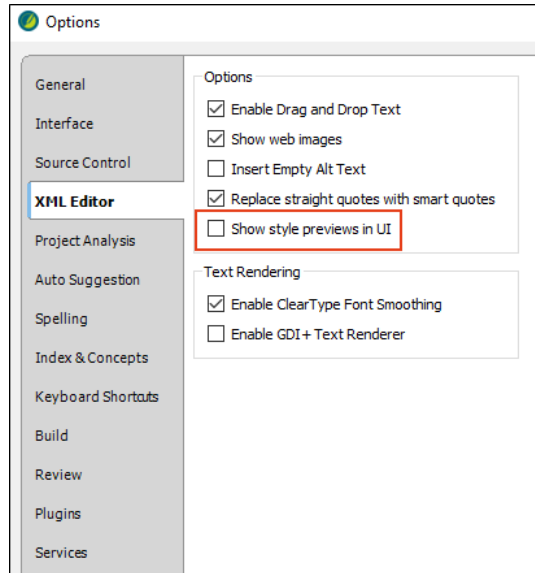 Options
General
Interface
Source Control
XML Editor
Project Analysis
Auto Suggestion
Spelling
Index & Concepts
Keyboard Shortcuts
Build
Review
Plugins
Services
Options
Enable Drag and Drop Text
Show web images
Insert Empty Alt Text
Replace straight quotes with smart quotes
Show style previews in UI
Text Rendering
Enable ClearType Font Smoothing
Enable GDI+ Text Renderer